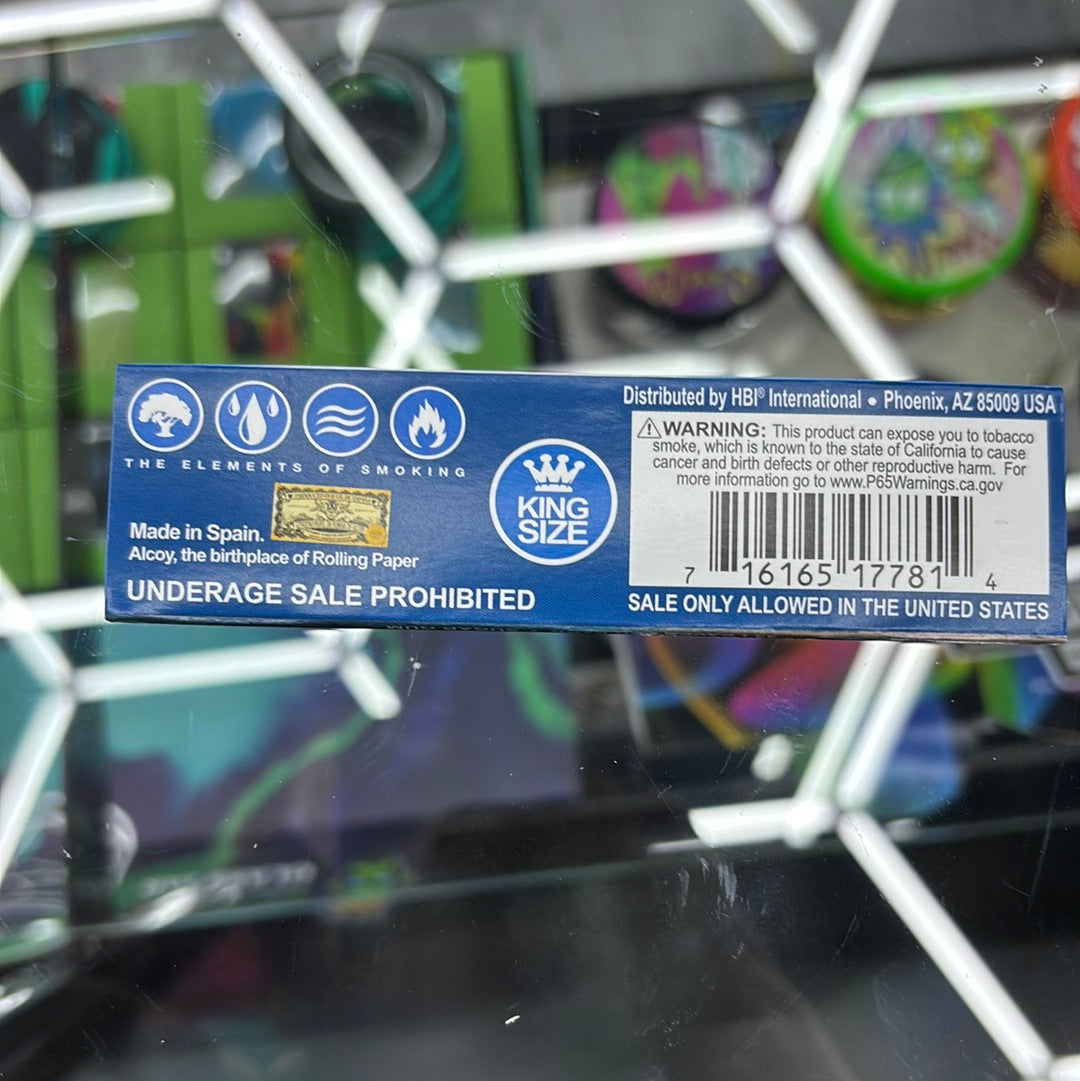 THE ELEMENTS OF SMOKING
Made in Spain.
Alcoy, the birthplace of Rolling Paper
UNDERAGE SALE PROHIBITED
KING
SIZE
Distributed by HBI® International • Phoenix, AZ 85009 USA
WARNING: This product can expose you to tobacco
smoke, which is known to the state of California to cause
cancer and birth defects or other reproductive harm. For
more information go to www.P65Warnings.ca.gov
7 16165 17781 4
SALE ONLY ALLOWED IN THE UNITED STATES